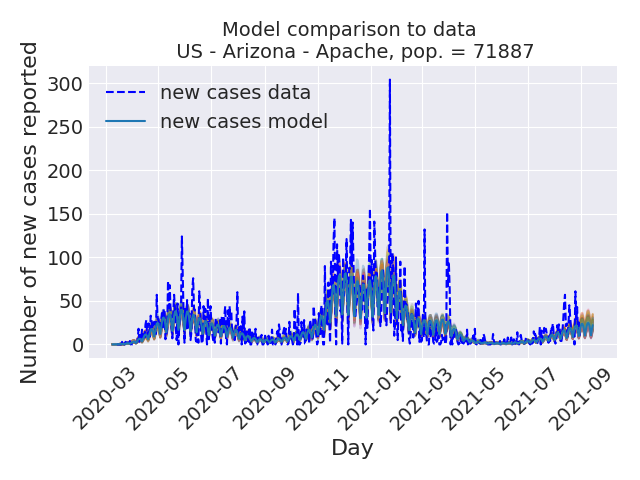 Model comparison to data
US - Arizona - Apache, pop. = 71887
Number of new cases reported
300
250
200
150
100
50
0
new cases data
new cases model
2020-03
2020-05
2020-07
2020-09
2020-11
2021-01
2021-03
2021-05
2021-07
2021-09
Day